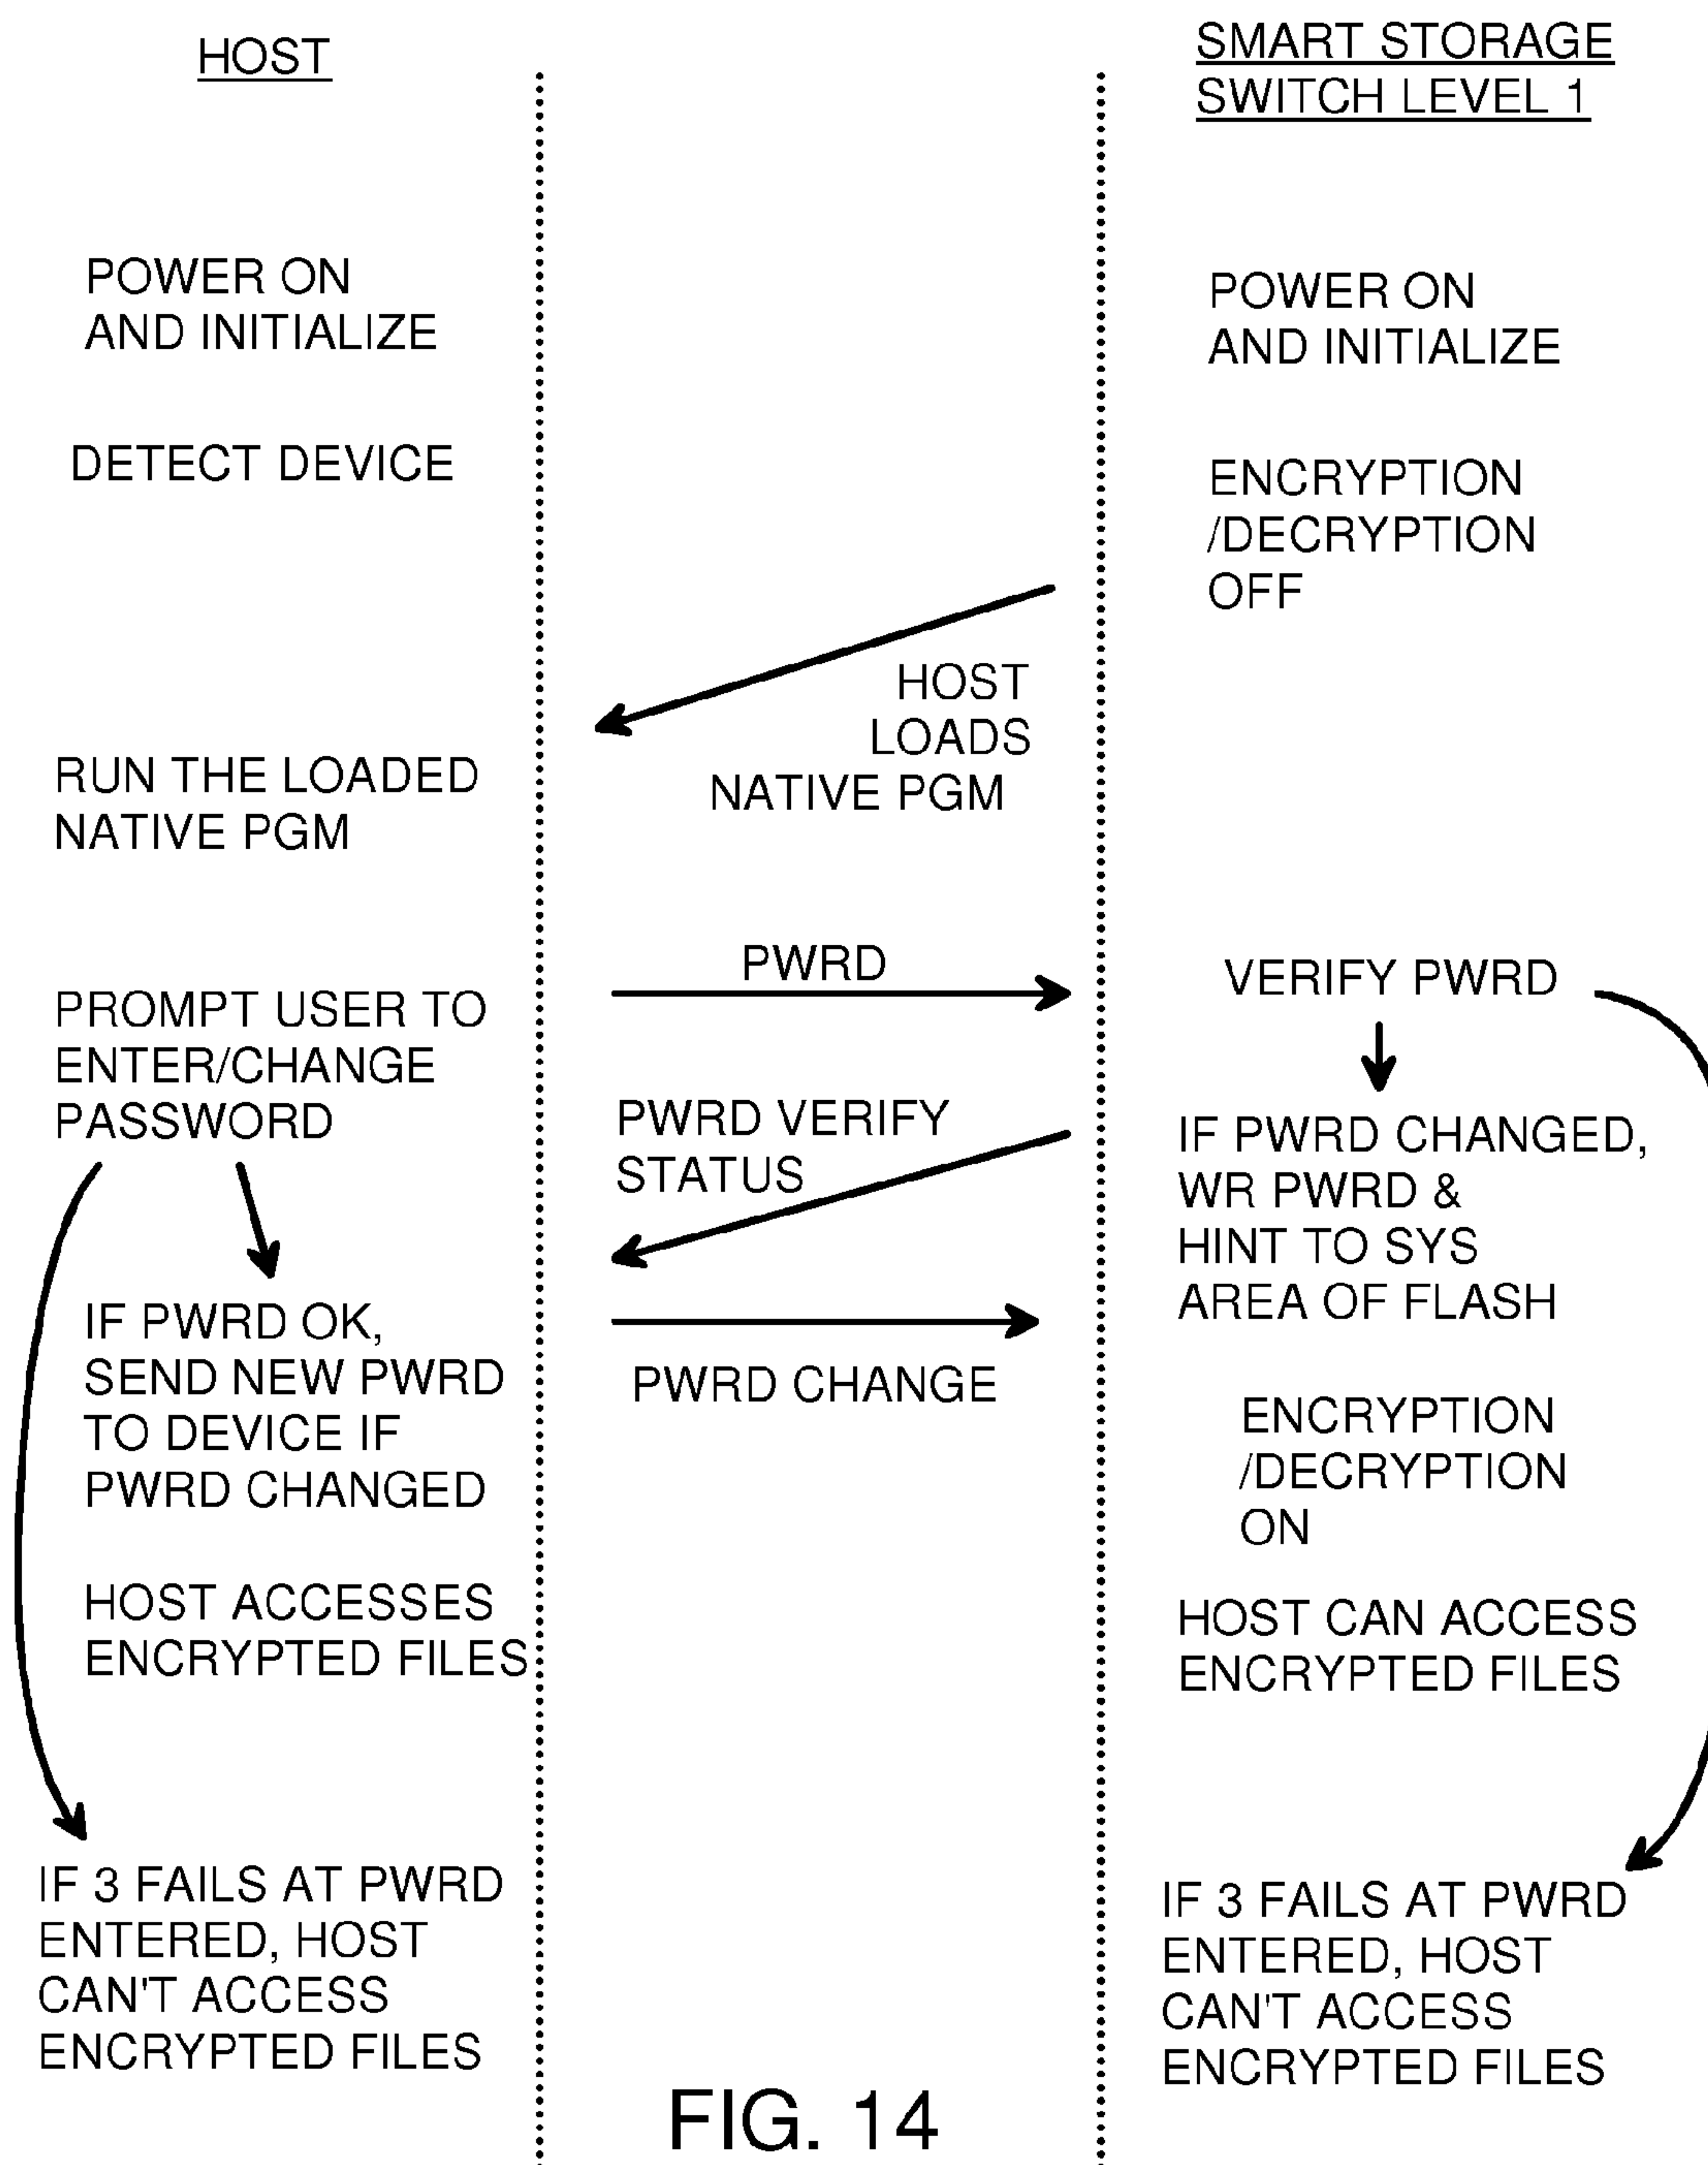 HOST
POWER ON
AND INITIALIZE
DETECT DEVICE
RUN THE LOADED
NATIVE PGM
PROMPT USER TO
ENTER/CHANGE
PASSWORD
IF PWRD OK,
SEND NEW PWRD
TO DEVICE IF
PWRD CHANGED
HOST ACCESSES
ENCRYPTED FILES
IF 3 FAILS AT PWRD
ENTERED, HOST
CAN'T ACCESS
ENCRYPTED FILES
HOST
LOADS
NATIVE PGM
PWRD
PWRD VERIFY
STATUS
PWRD CHANGE
SMART STORAGE
SWITCH LEVEL 1
POWER ON
AND INITIALIZE
ENCRYPTION
/DECRYPTION
OFF
VERIFY PWRD
IF PWRD CHANGED,
WR PWRD &
HINT TO SYS
AREA OF FLASH
ENCRYPTION
/DECRYPTION
ON
HOST CAN ACCESS
ENCRYPTED FILES
IF 3 FAILS AT PWRD
ENTERED, HOST
CAN'T ACCESS
ENCRYPTED FILES
FIG. 14